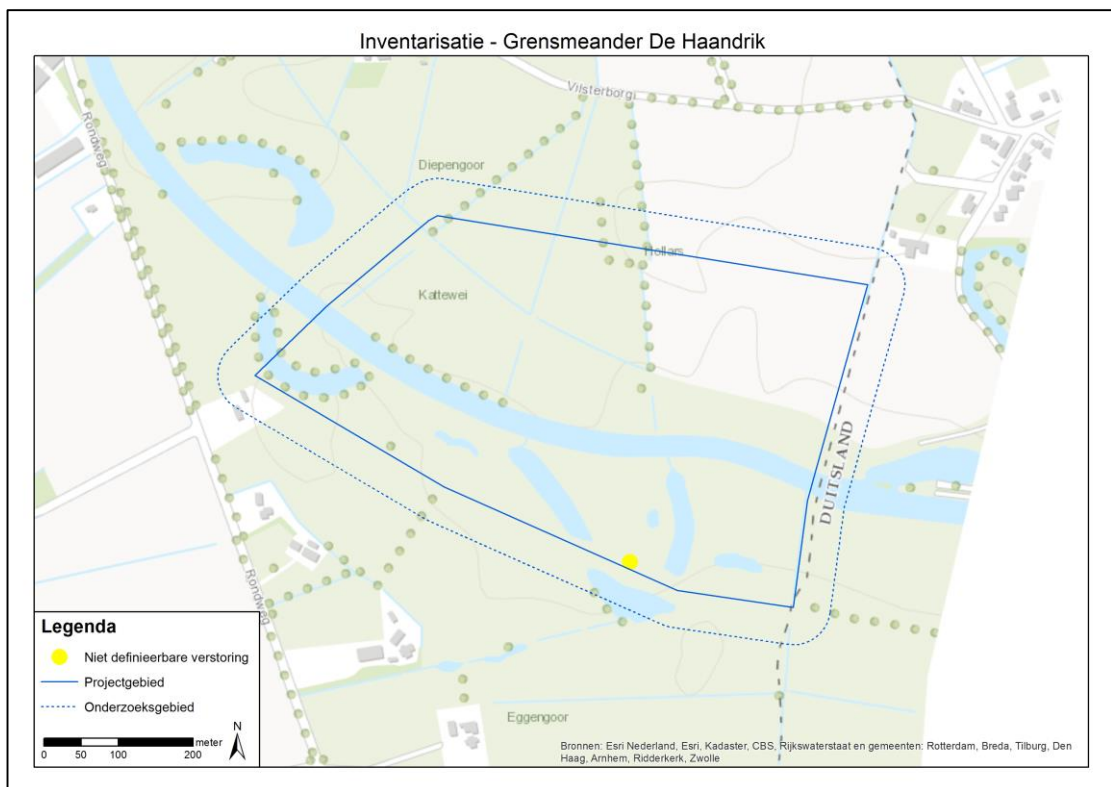 Inventarisatie - Grensmeander De Haandrik
Vilsterborg
Rondweg
Diepengoor
Hollars
Kattewei
DUITSLAND
Rondweg
Eggengoor
Legenda
Niet definieerbare verstoring
Projectgebied
Onderzoeksgebied
N
meter
0 50 100 200
Bronnen: Esri Nederland, Esri, Kadaster, CBS, Rijkswaterstaat en gemeenten: Rotterdam, Breda, Tilburg, Den
Haag, Arnhem, Ridderkerk, Zwolle